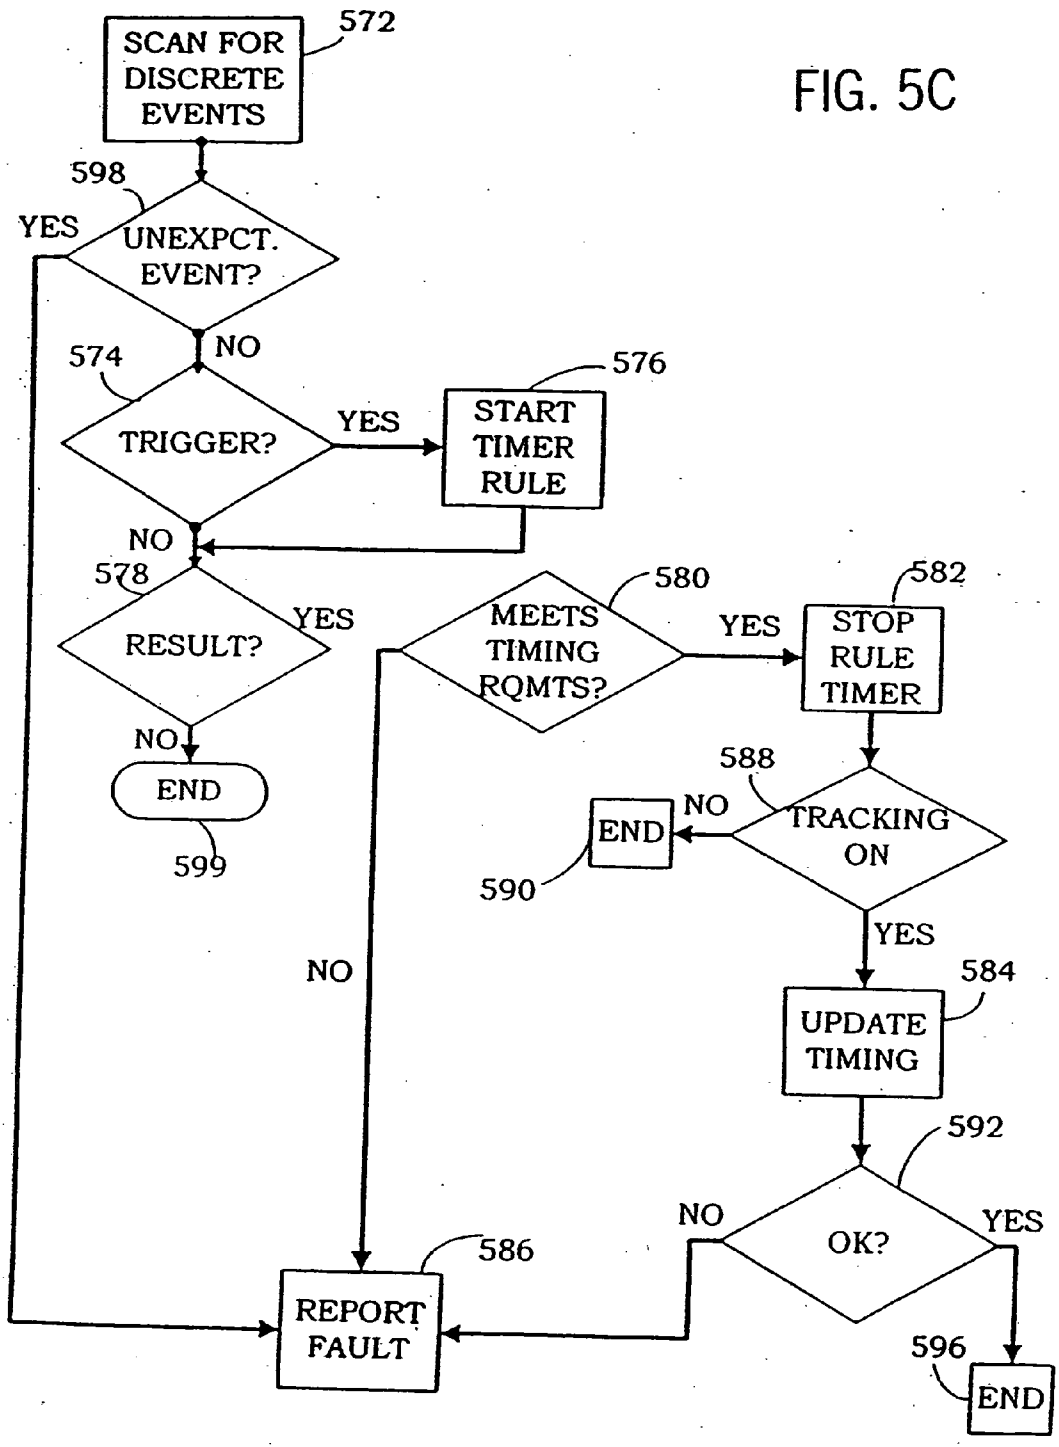 572
SCAN FOR
DISCRETE
EVENTS
FIG. 5C
598
YES
UNEXPCT.
EVENT?
NO
574
576
TRIGGER?
YES
START
TIMER
RULE
NO
578
RESULT?
YES
580
MEETS
TIMING
RQMTS?
YES
582
STOP
RULE
TIMER
NO
END
599
588
TRACKING
ON
NO
END
590
YES
NO
584
UPDATE
TIMING
592
OK?
NO
YES
586
REPORT
FAULT
596
END